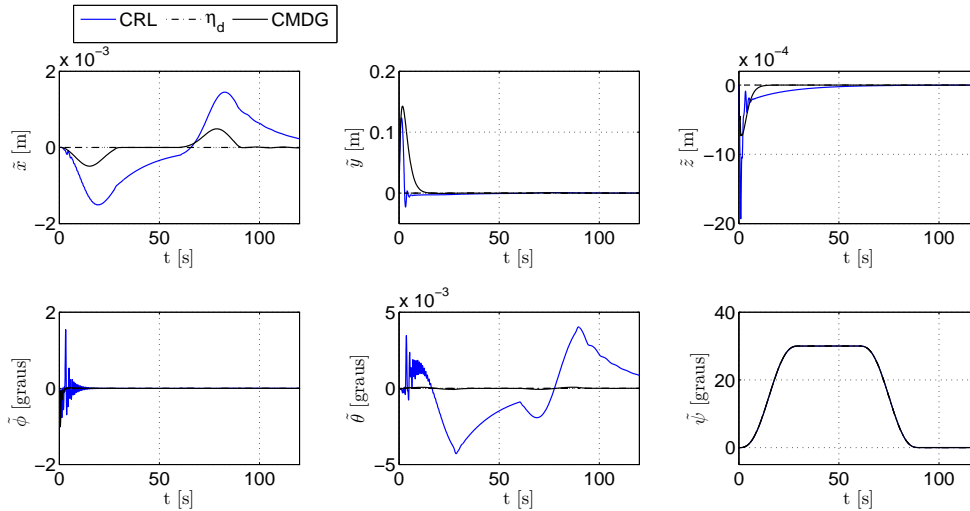 CRL η_d CMDG
x 10^-3
2
0
−2
x̃ [m]
0 50 100
t [s]
0.2
0.1
0
ỹ [m]
0 50 100
t [s]
x 10^-4
0
−10
−20
z̃ [m]
0 50 100
t [s]
2
0
−2
ϕ̃ [graus]
0 50 100
t [s]
x 10^-3
5
0
−5
θ̃ [graus]
0 50 100
t [s]
40
20
0
ψ̃ [graus]
0 50 100
t [s]